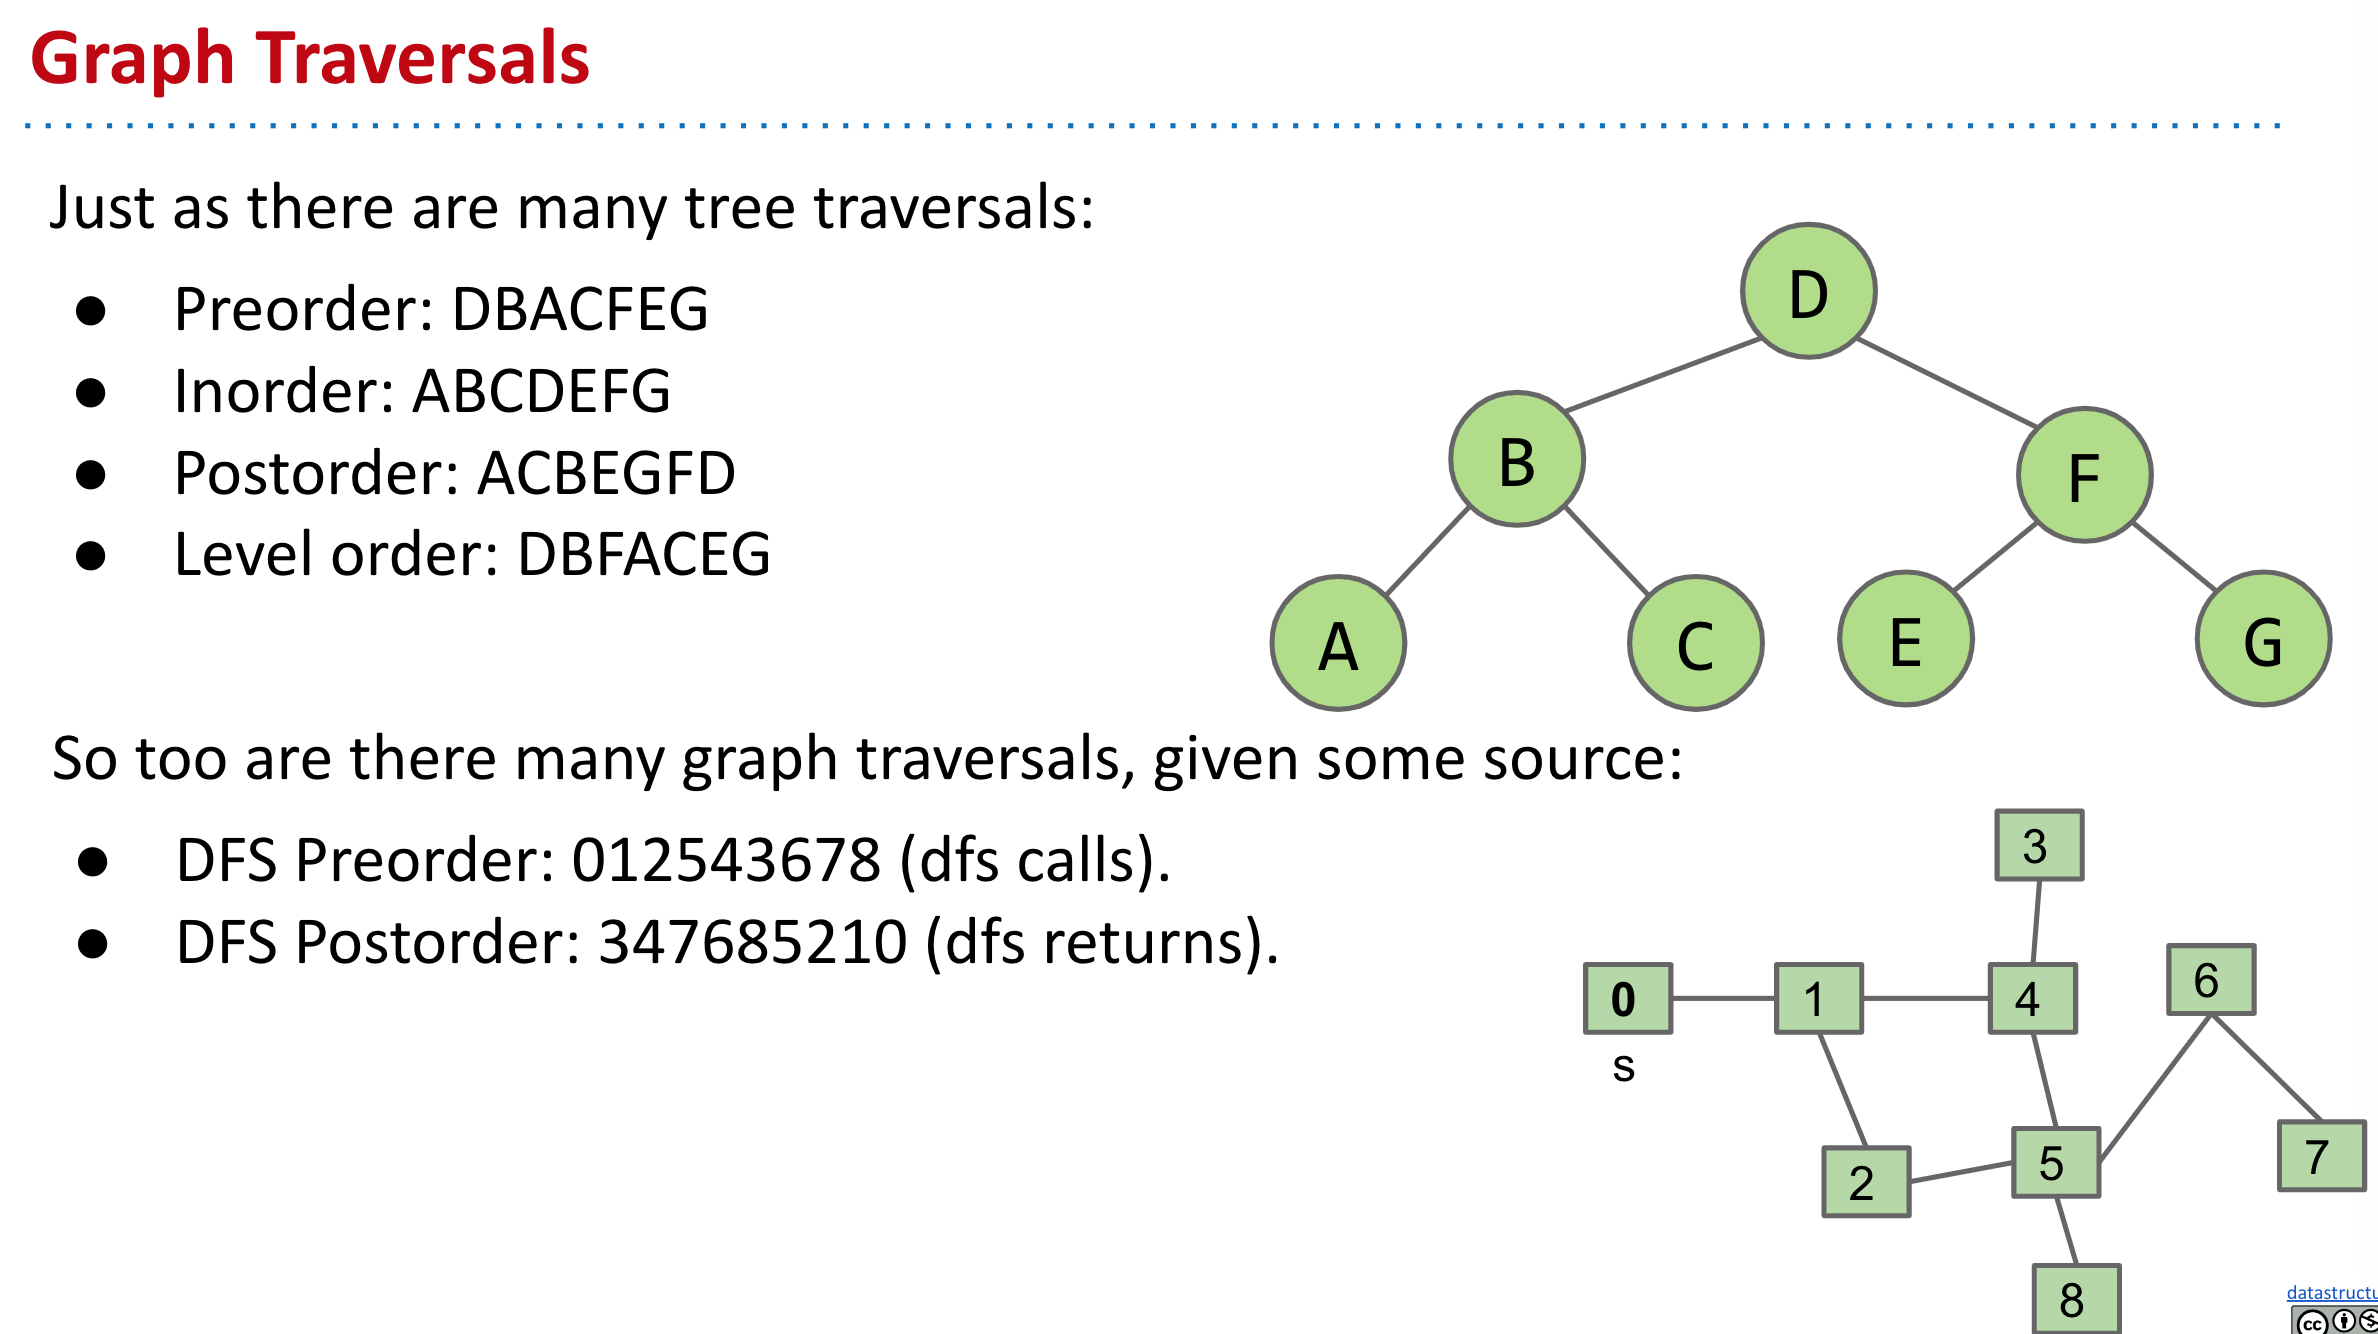 Graph Traversals
Just as there are many tree traversals:
● Preorder: DBACFEG
● Inorder: ABCDEFG
● Postorder: ACBEGFD
● Level order: DBFACEG
D
B
F
A
C
E
G
So too are there many graph traversals, given some source:
● DFS Preorder: 012543678 (dfs calls).
● DFS Postorder: 347685210 (dfs returns).
3
6
0
1
4
s
7
5
2
8
datastructu
cc